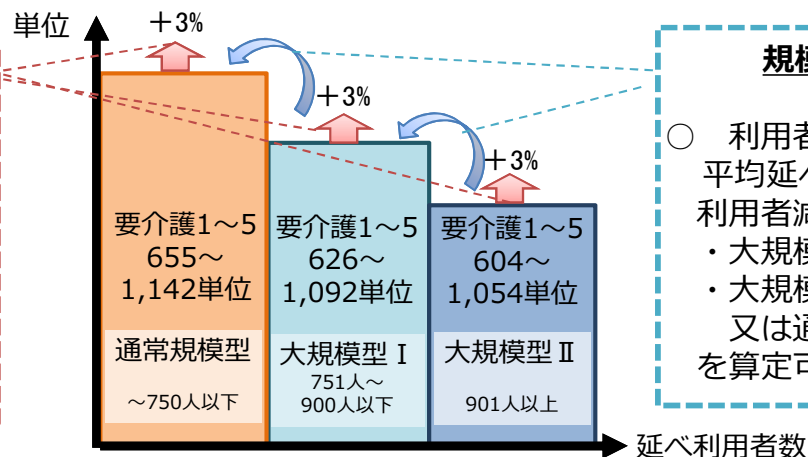 単位
+3%
+3%
+3%
要介護1～5
655～
1,142単位
通常規模型
～750人以下
要介護1～5
626～
1,092単位
大規模型Ⅰ
751人～
900人以下
要介護1～5
604～
1,054単位
大規模型Ⅱ
901人以上
延べ利用者数
規模
○　利用者
平均延べ
利用者減
・大規模
・大規模
又は通
を算定可